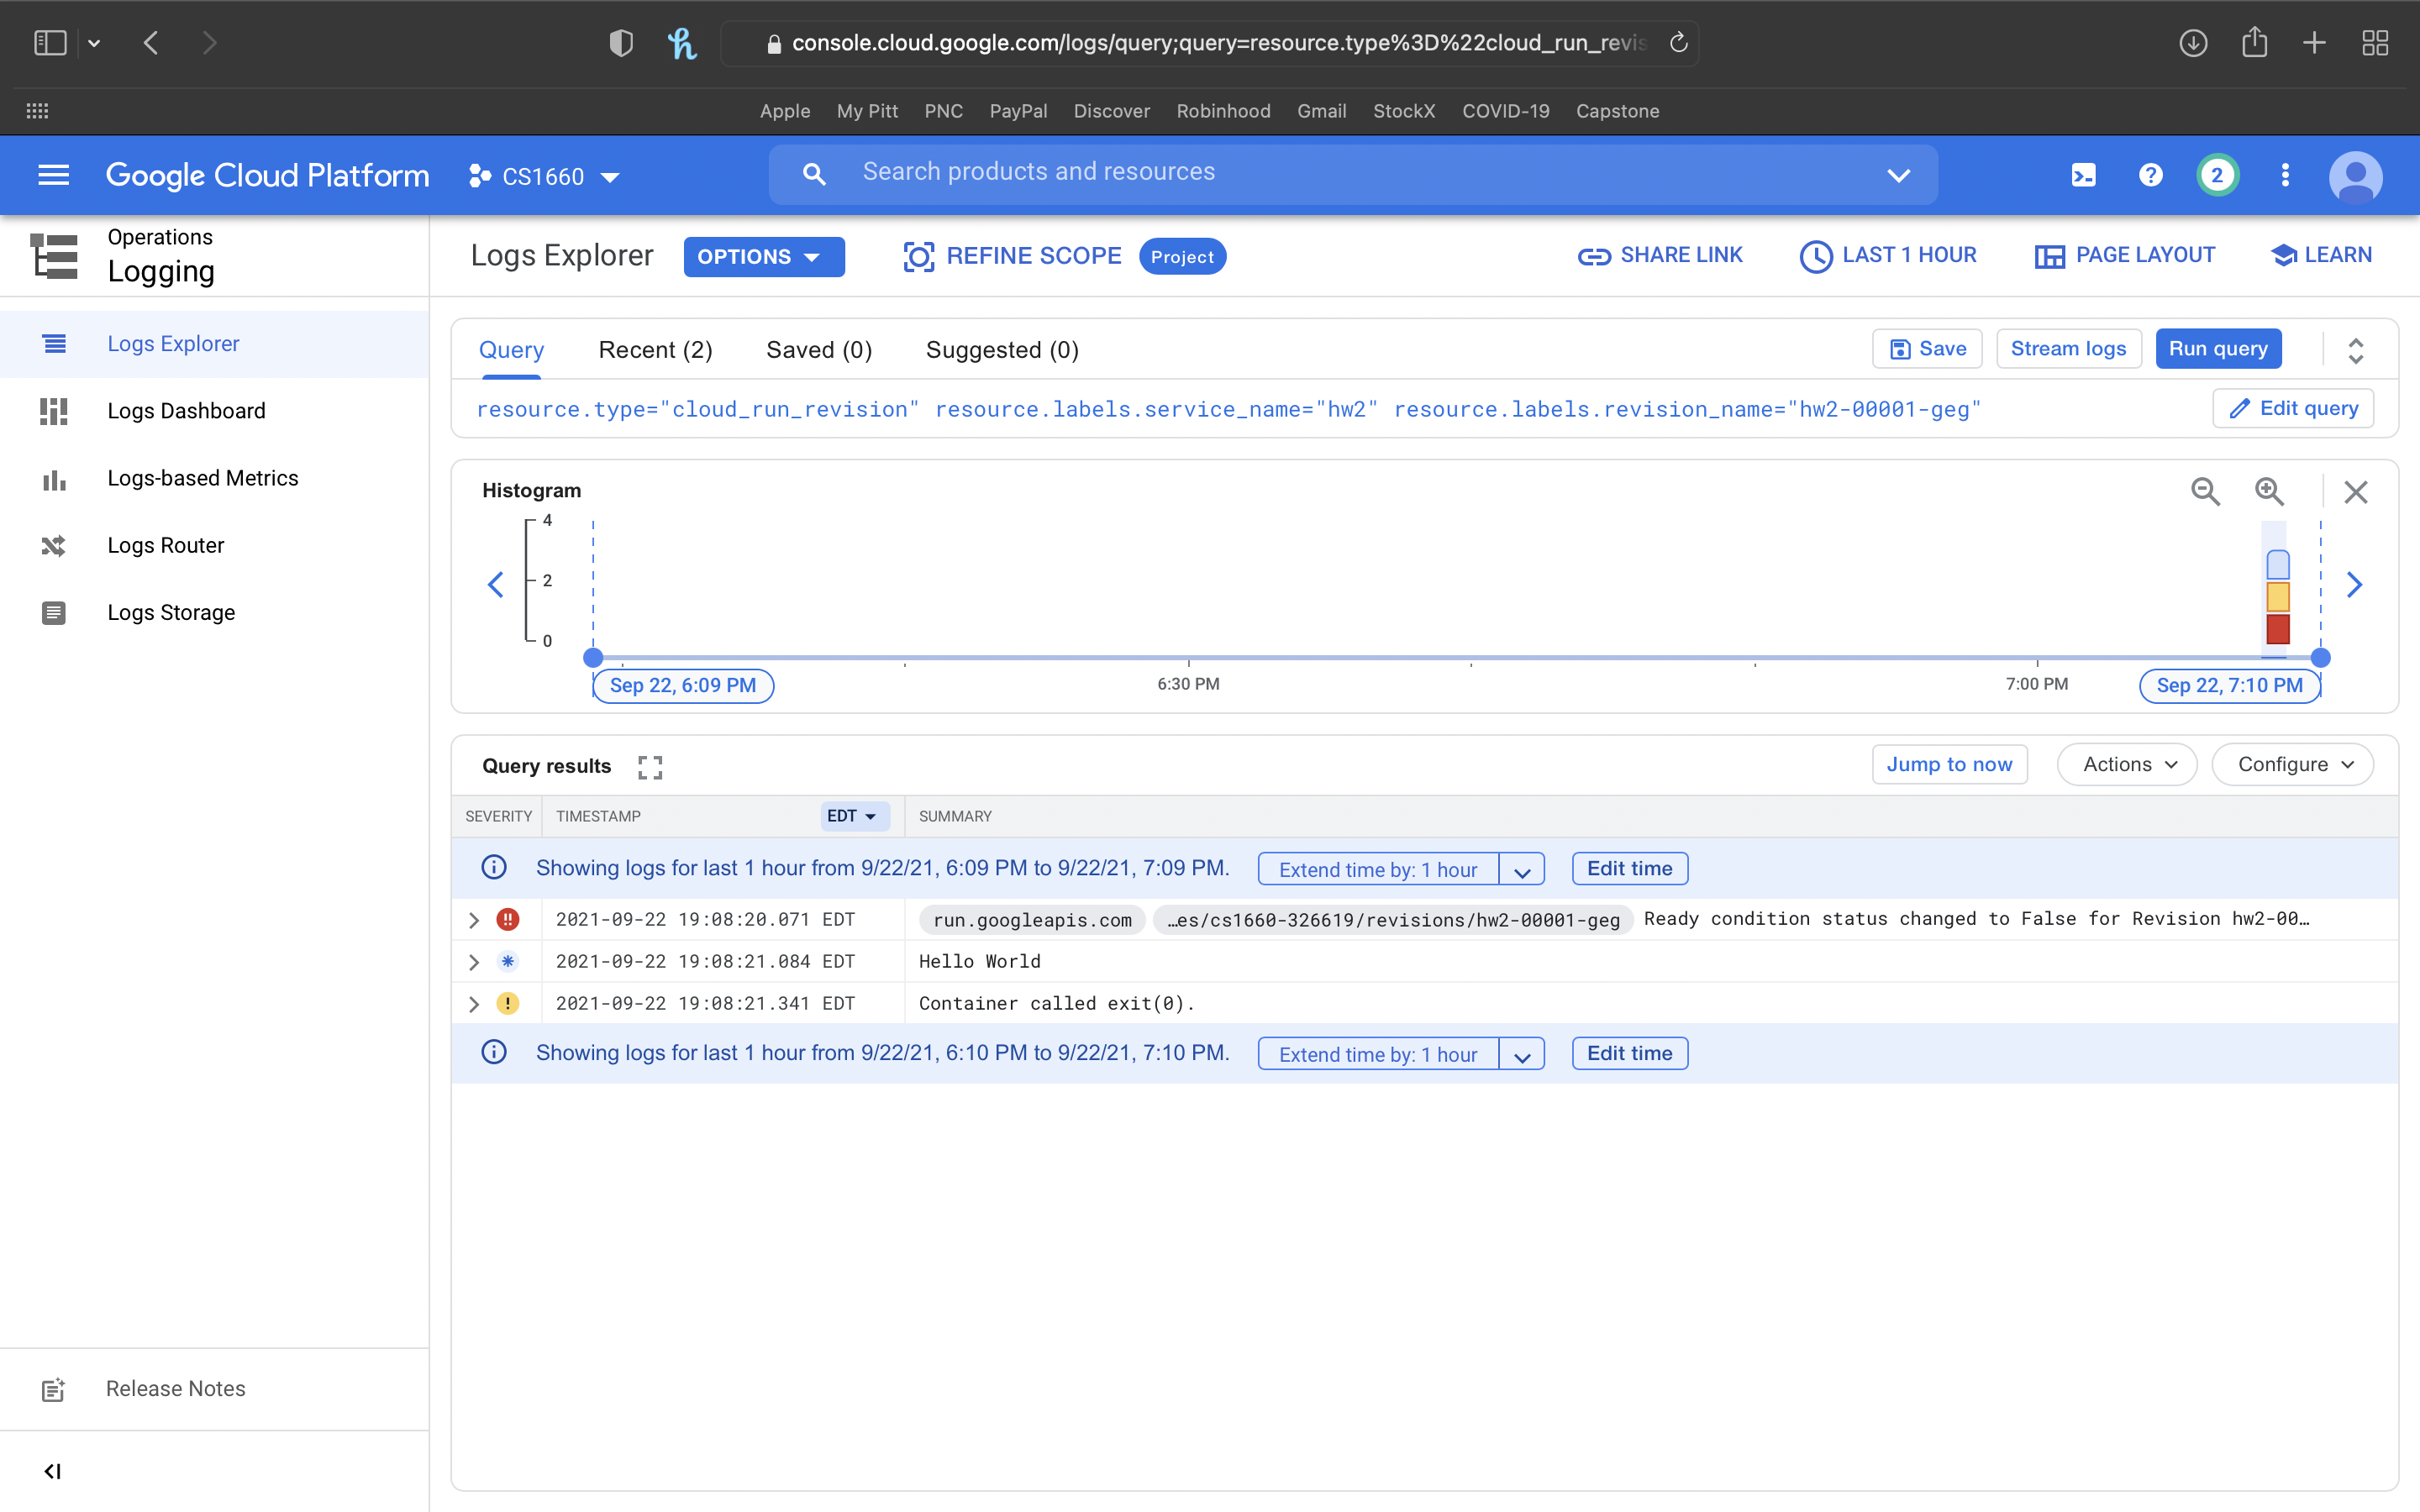 console.cloud.google.com/logs/query;query=resource.type%3D%22cloud_run_revis
Apple My Pitt PNC PayPal Discover Robinhood Gmail StockX COVID-19 Capstone
Google Cloud Platform CS1660 Search products and resources 2
Operations
Logging
Logs Explorer OPTIONS REFINE SCOPE Project SHARE LINK LAST 1 HOUR PAGE LAYOUT LEARN
Logs Explorer
Logs Dashboard
Logs-based Metrics
Logs Router
Logs Storage
Release Notes
Query Recent (2) Saved (0) Suggested (0) Save Stream logs Run query
resource.type="cloud_run_revision" resource.labels.service_name="hw2" resource.labels.revision_name="hw2-00001-geg" Edit query
Histogram
4
2
0
Sep 22, 6:09 PM 6:30 PM 7:00 PM Sep 22, 7:10 PM
Query results Jump to now Actions Configure
SEVERITY TIMESTAMP EDT SUMMARY
Showing logs for last 1 hour from 9/22/21, 6:09 PM to 9/22/21, 7:09 PM. Extend time by: 1 hour Edit time
!! 2021-09-22 19:08:20.071 EDT run.googleapis.com …es/cs1660-326619/revisions/hw2-00001-geg Ready condition status changed to False for Revision hw2-00…
* 2021-09-22 19:08:21.084 EDT Hello World
! 2021-09-22 19:08:21.341 EDT Container called exit(0).
Showing logs for last 1 hour from 9/22/21, 6:10 PM to 9/22/21, 7:10 PM. Extend time by: 1 hour Edit time